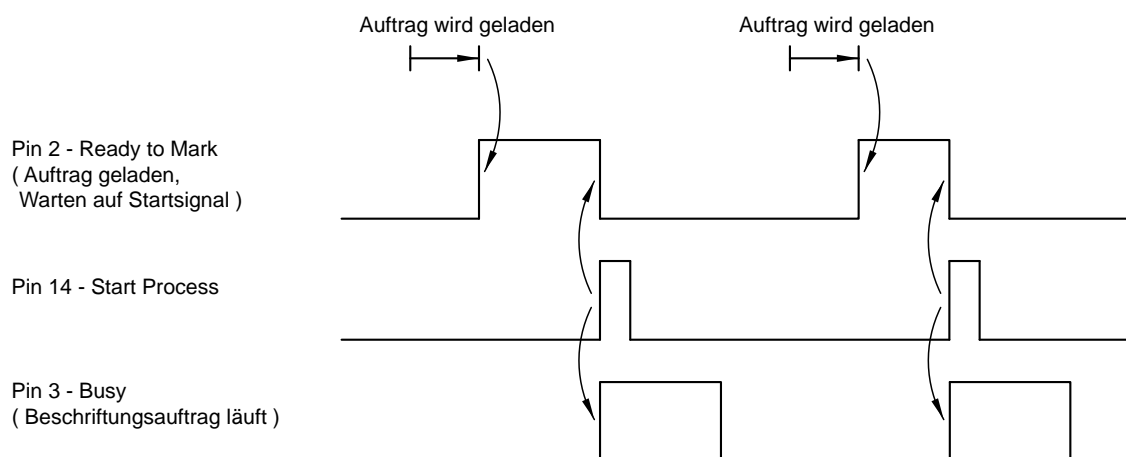 Auftrag wird geladen
Auftrag wird geladen
Pin 2 - Ready to Mark
( Auftrag geladen,
Warten auf Startsignal )
Pin 14 - Start Process
Pin 3 - Busy
( Beschriftungsauftrag läuft )